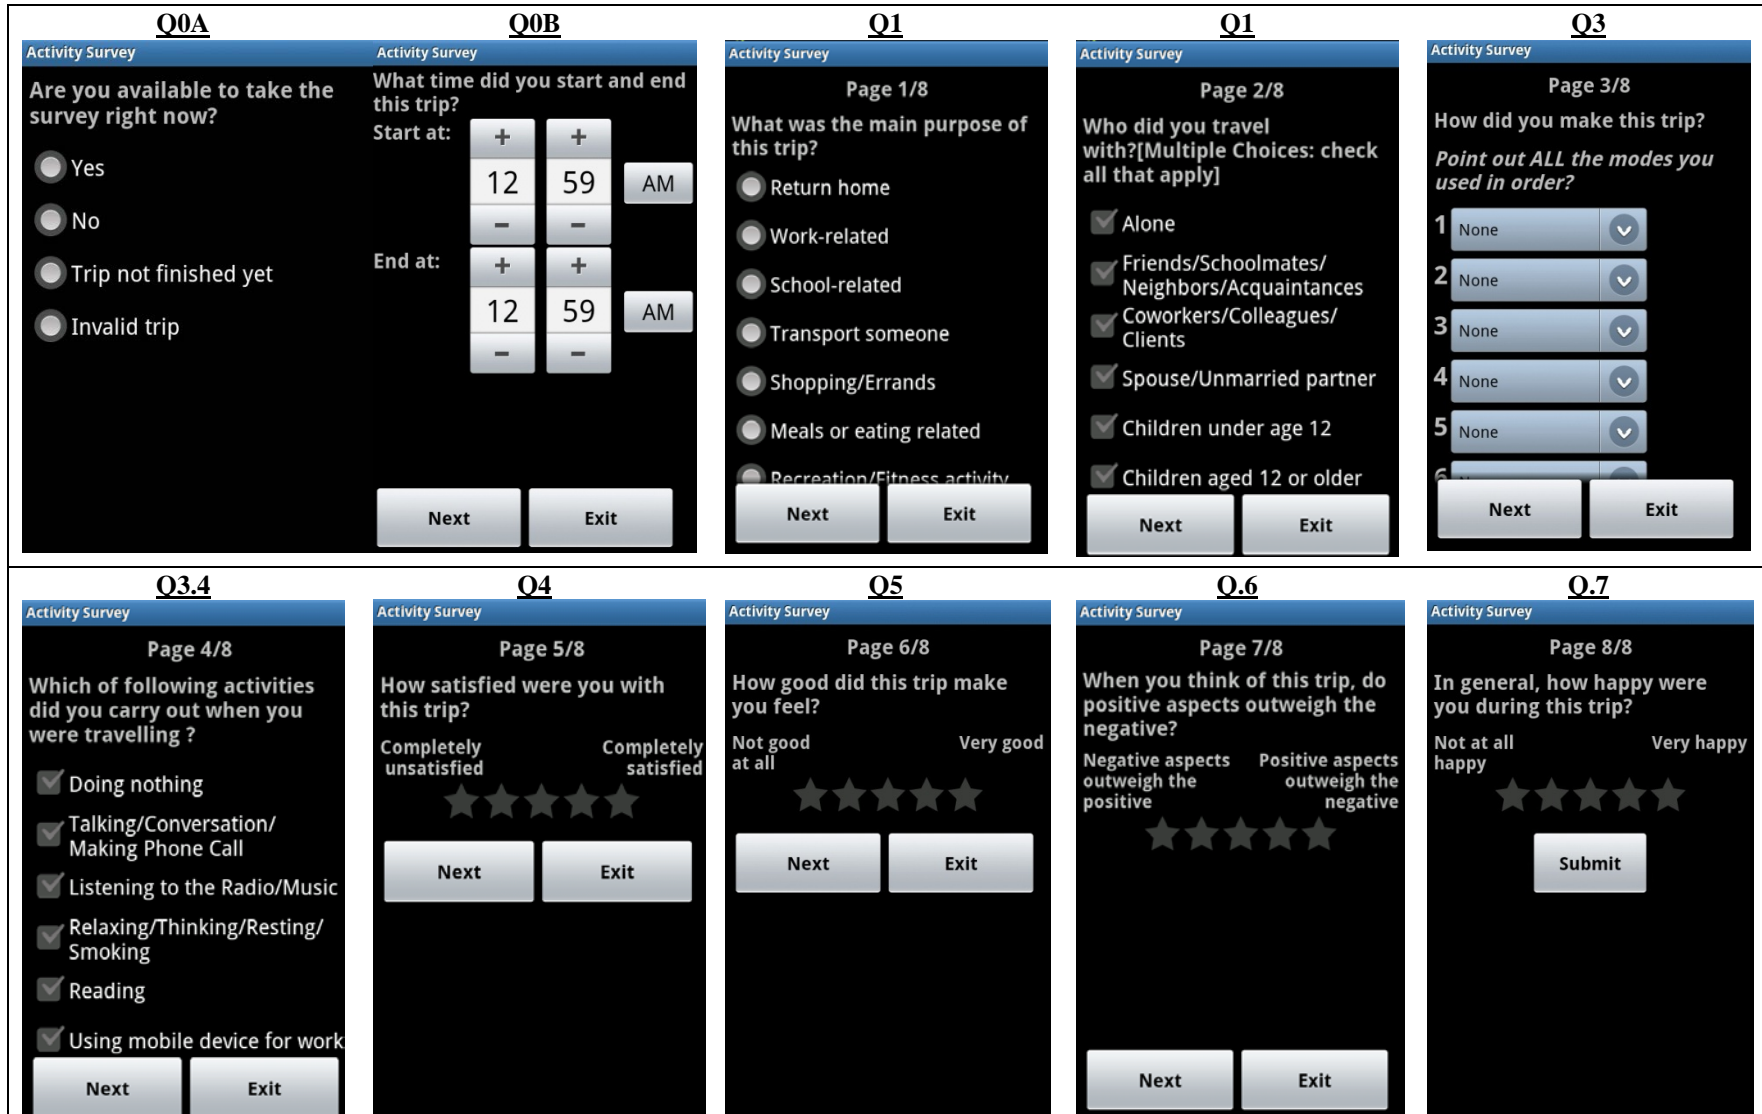 Q0A
Activity Survey
Are you available to take the
survey right now?
Yes
No
Trip not finished yet
Invalid trip
Q0B
Activity Survey
What time did you start and end
this trip?
Start at:
+ +
12 59 AM
- -
End at:
+ +
12 59 AM
- -
Next Exit
Q1
Activity Survey
Page 1/8
What was the main purpose of
this trip?
Return home
Work-related
School-related
Transport someone
Shopping/Errands
Meals or eating related
Recreation/Fitness activity
Next Exit
Q1
Activity Survey
Page 2/8
Who did you travel
with?[Multiple Choices: check
all that apply]
Alone
Friends/Schoolmates/
Neighbors/Acquaintances
Coworkers/Colleagues/
Clients
Spouse/Unmarried partner
Children under age 12
Children aged 12 or older
Next Exit
Q3
Activity Survey
Page 3/8
How did you make this trip?
Point out ALL the modes you
used in order?
1 None
2 None
3 None
4 None
5 None
6
Next Exit
Q3.4
Activity Survey
Page 4/8
Which of following activities
did you carry out when you
were travelling ?
Doing nothing
Talking/Conversation/
Making Phone Call
Listening to the Radio/Music
Relaxing/Thinking/Resting/
Smoking
Reading
Using mobile device for work
Next Exit
Q4
Activity Survey
Page 5/8
How satisfied were you with
this trip?
Completely Completely
unsatisfied satisfied
Next Exit
Q5
Activity Survey
Page 6/8
How good did this trip make
you feel?
Not good Very good
at all
Next Exit
Q.6
Activity Survey
Page 7/8
When you think of this trip, do
positive aspects outweigh the
negative?
Negative aspects Positive aspects
outweigh the outweigh the
positive negative
Next Exit
Q.7
Activity Survey
Page 8/8
In general, how happy were
you during this trip?
Not at all Very happy
happy
Submit